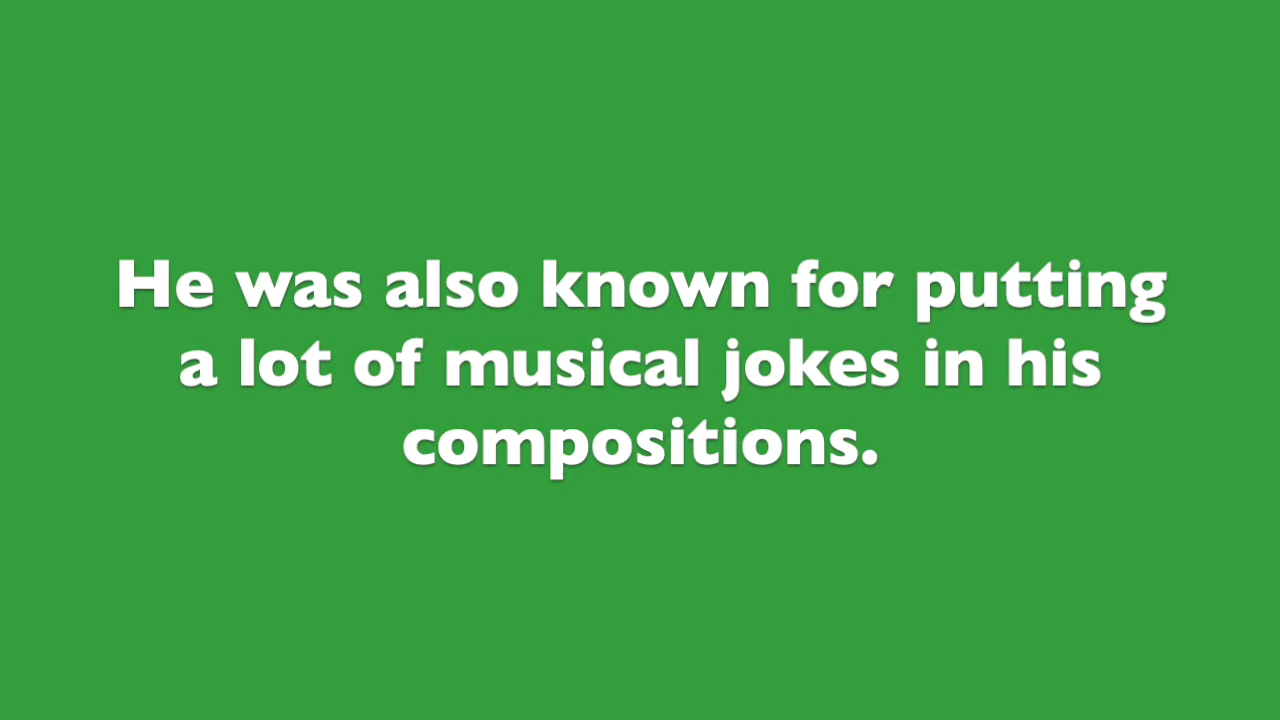 He was also known for putting
a lot of musical jokes in his
compositions.